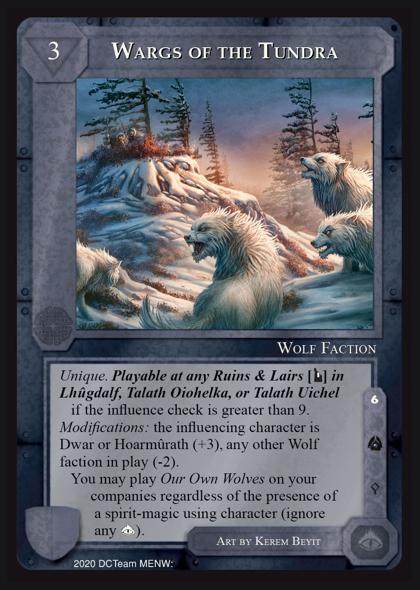 3
WARGS OF THE TUNDRA
WOLF FACTION
Unique. Playable at any Ruins & Lairs [] in
Lhûgdalf, Talath Oiohelka, or Talath Uichel
if the influence check is greater than 9.
Modifications: the influencing character is
Dwar or Hoarmûrath (+3), any other Wolf
faction in play (-2).
You may play Our Own Wolves on your
companies regardless of the presence of
a spirit-magic using character (ignore
any ).
6
ART BY KEREM BEYIT
2020 DCTeam MENW: